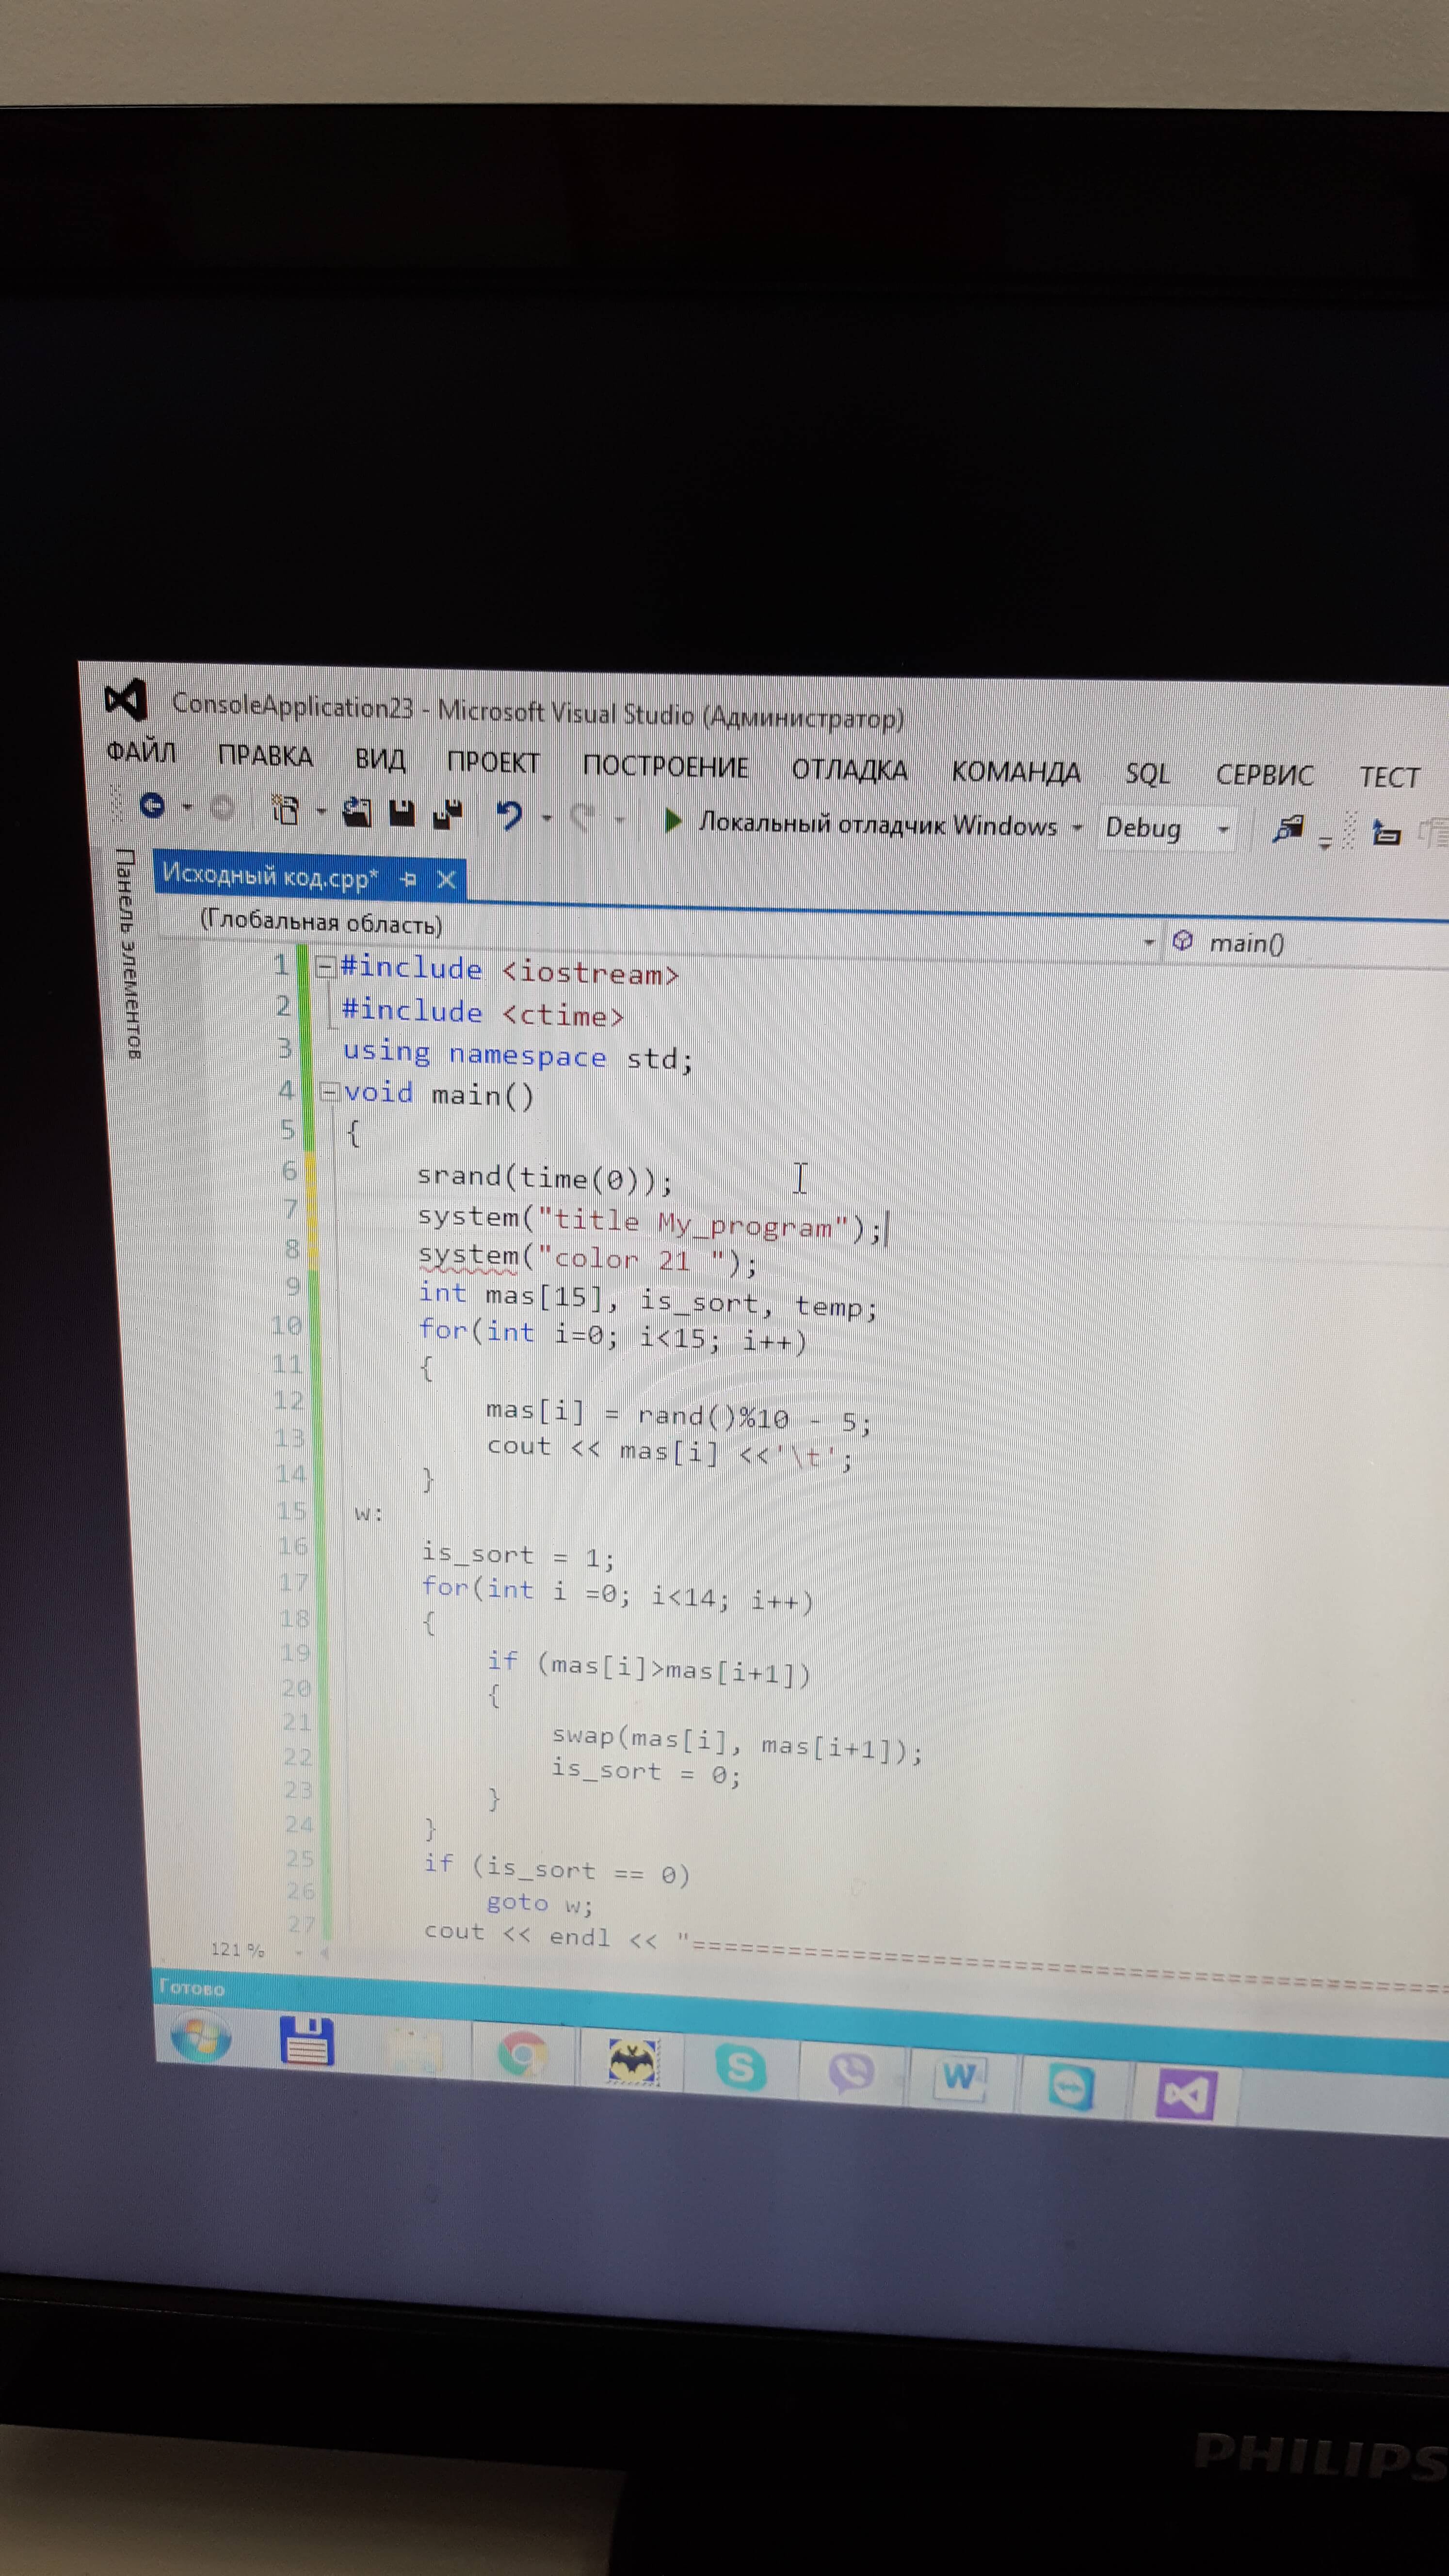 ConsoleApplication23 - Microsoft Visual Studio (Администратор)
ФАЙЛ ПРАВКА ВИД ПРОЕКТ ПОСТРОЕНИЕ ОТЛАДКА КОМАНДА SQL СЕРВИС ТЕСТ
Локальный отладчик Windows Debug
Панель элементов
Исходный код.cpp*
(Глобальная область) main()
1 #include <iostream>
2 #include <ctime>
3 using namespace std;
4 void main()
5 {
6 srand(time(0));
7 system("title My_program");
8 system("color 21 ");
9 int mas[15], is_sort, temp;
10 for(int i=0; i<15; i++)
11 {
12 mas[i] = rand()%10 - 5;
13 cout << mas[i] <<'\t';
14 }
15 w:
16 is_sort = 1;
17 for(int i =0; i<14; i++)
18 {
19 if (mas[i]>mas[i+1])
20 {
21 swap(mas[i], mas[i+1]);
22 is_sort = 0;
23 }
24 }
25 if (is_sort == 0)
26 goto w;
27 cout << endl << "================================================
121 %
Готово
S W
PHILIPS